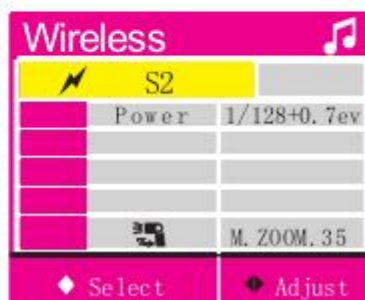 Wireless
S2
Power 1/128+0.7ev
M.ZOOM.35
Select Adjust